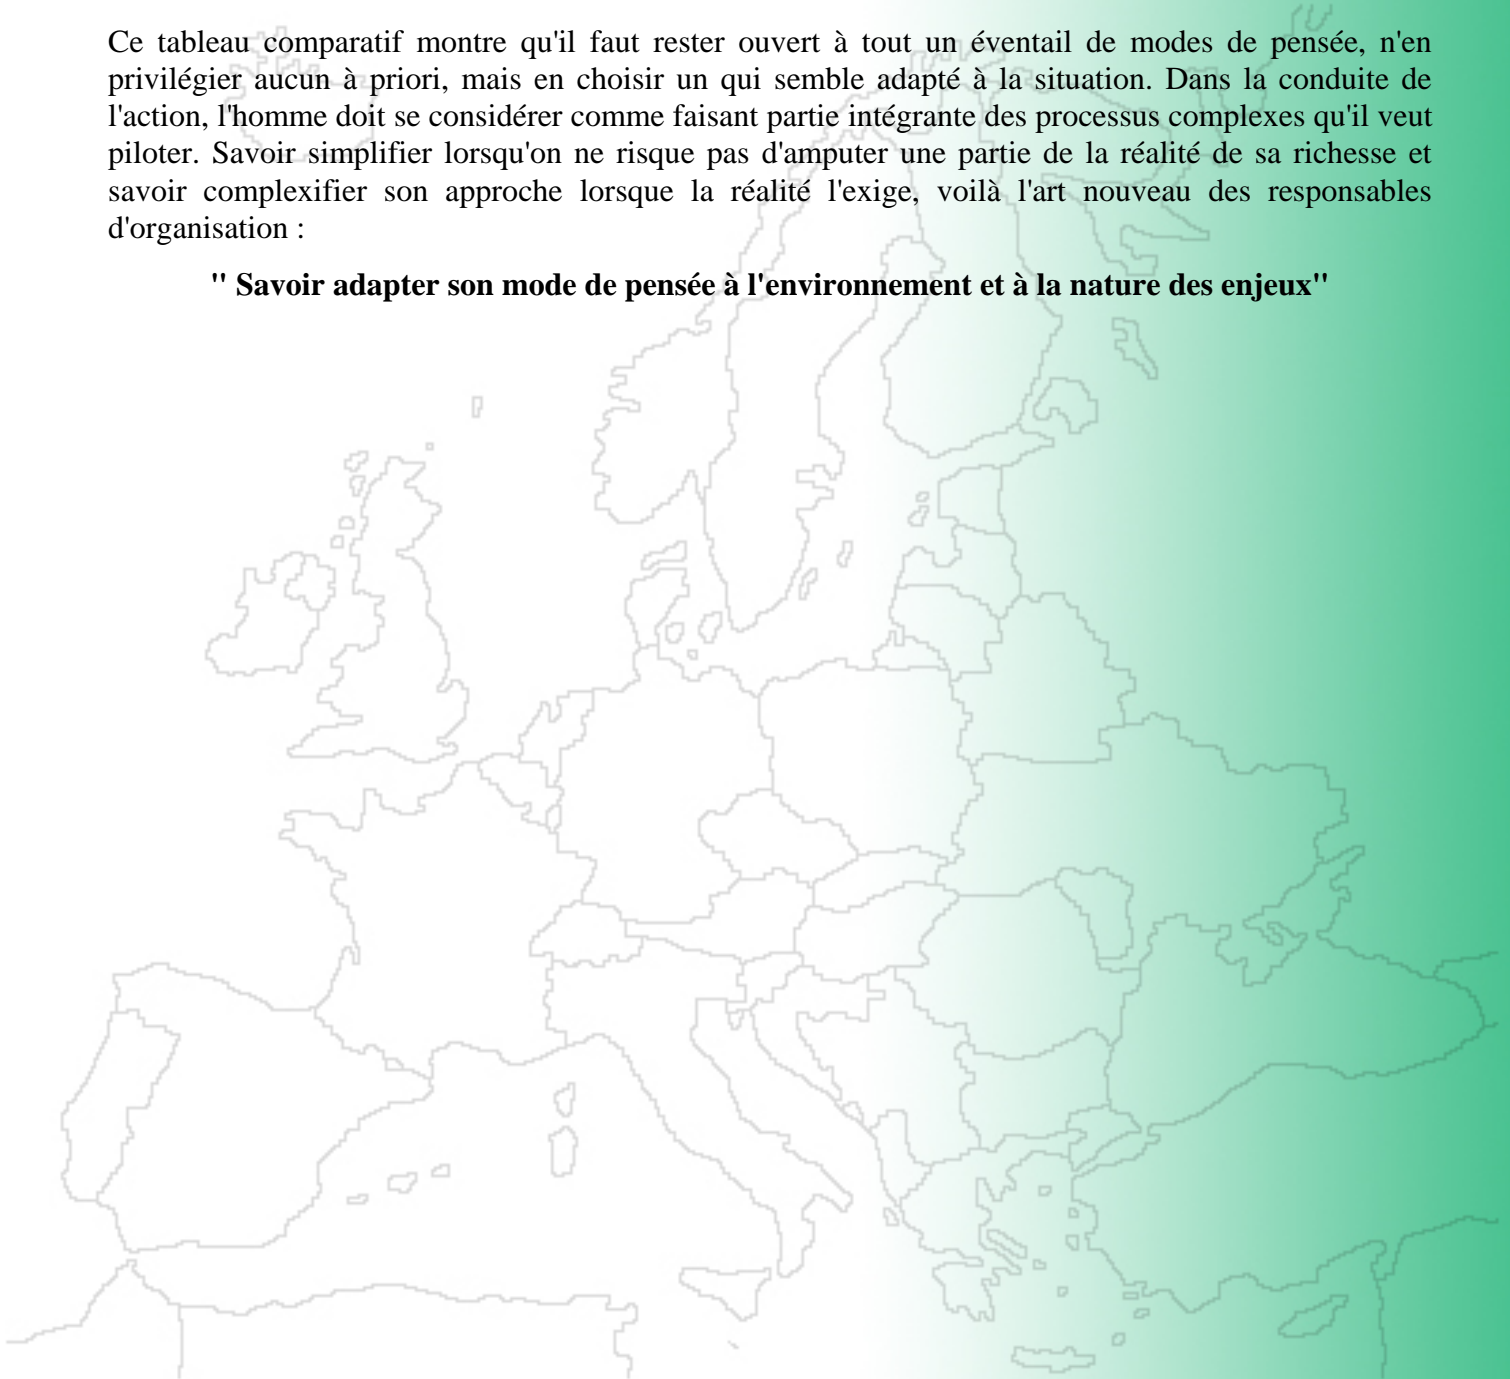 Ce tableau comparatif montre qu'il faut rester ouvert à tout un éventail de modes de pensée, n'en
privilégier aucun à priori, mais en choisir un qui semble adapté à la situation. Dans la conduite de
l'action, l'homme doit se considérer comme faisant partie intégrante des processus complexes qu'il veut
piloter. Savoir simplifier lorsqu'on ne risque pas d'amputer une partie de la réalité de sa richesse et
savoir complexifier son approche lorsque la réalité l'exige, voilà l'art nouveau des responsables
d'organisation :
" Savoir adapter son mode de pensée à l'environnement et à la nature des enjeux"